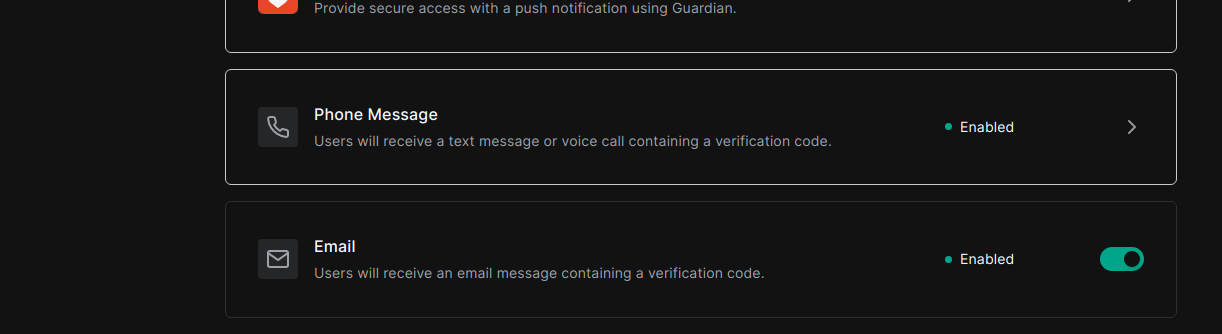 Provide secure access with a push notification using Guardian.
Phone Message
Users will receive a text message or voice call containing a verification code.
Enabled
Email
Users will receive an email message containing a verification code.
Enabled